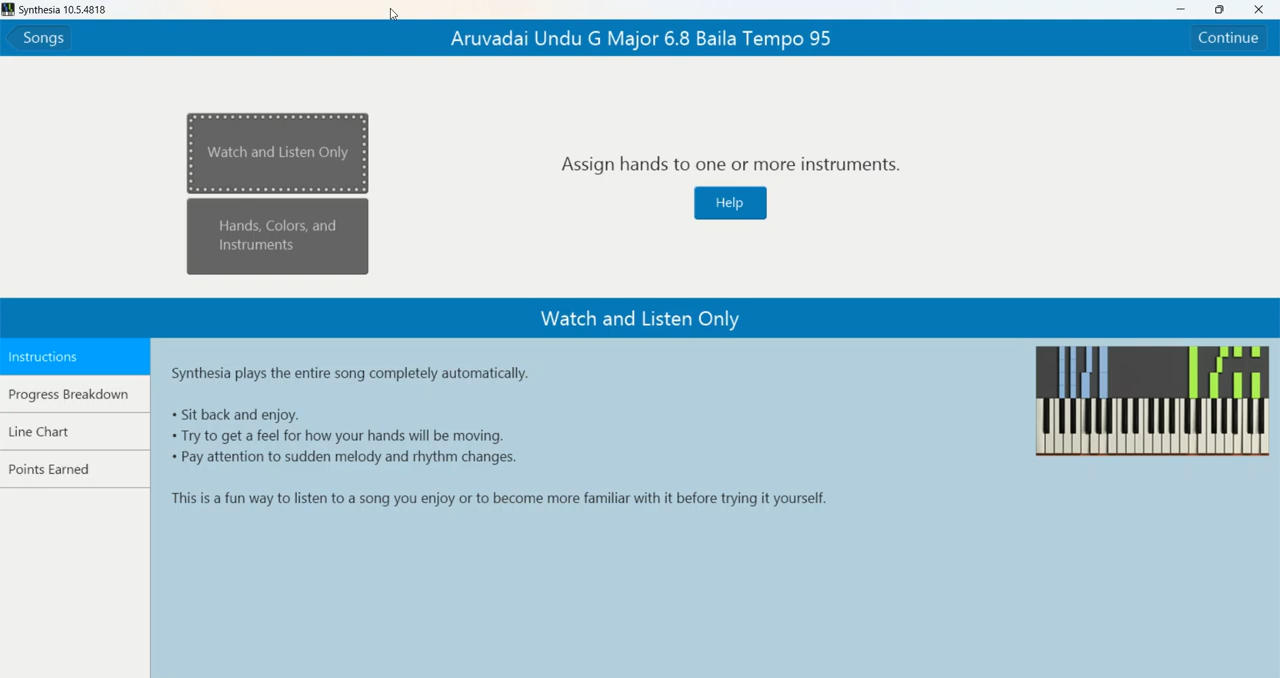 Synthesia 10.5.4818
Songs
Aruvadai Undu G Major 6.8 Baila Tempo 95
Continue
Watch and Listen Only
Assign hands to one or more instruments.
Help
Hands, Colors, and
Instruments
Watch and Listen Only
Instructions
Progress Breakdown
Line Chart
Points Earned
Synthesia plays the entire song completely automatically.
• Sit back and enjoy.
• Try to get a feel for how your hands will be moving.
• Pay attention to sudden melody and rhythm changes.
This is a fun way to listen to a song you enjoy or to become more familiar with it before trying it yourself.